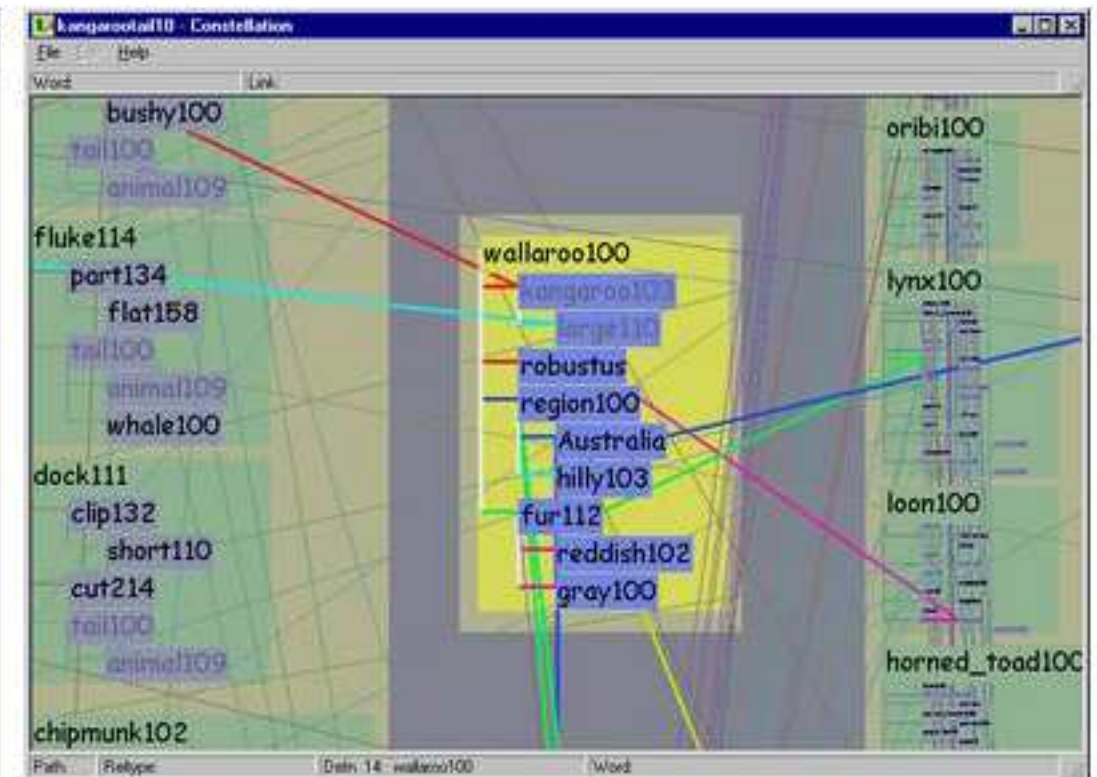 kangarootail10 - Constellation
File Help
Word Link
bushy100
tail100
animal109
fluke114
part134
flat158
tail100
animal109
whale100
dock111
clip132
short110
cut214
tail100
animal109
chipmunk102
wallaroo100
kangaroo103
large110
robustus
region100
Australia
hilly103
fur112
reddish102
gray100
oribi100
lynx100
loon100
horned_toad100
Path Reltype Defn 14: wallaroo100 Word